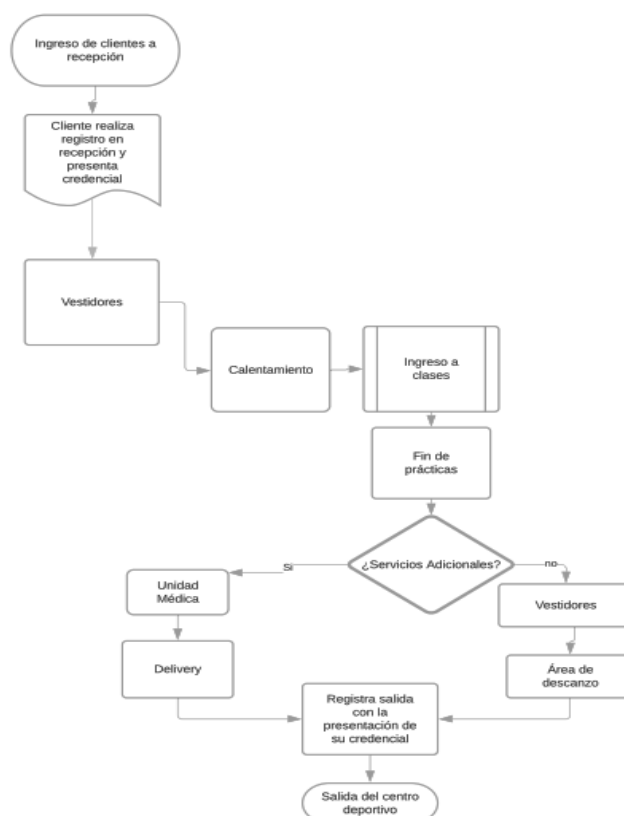 Ingreso de clientes a
recepción
Cliente realiza
registro en
recepción y
presenta
credencial
Vestidores
Calentamiento
Ingreso a
clases
Fin de
prácticas
¿Servicios Adicionales?
Si
no
Unidad
Médica
Vestidores
Delivery
Área de
descanzo
Registra salida
con la
presentación de
su credencial
Salida del centro
deportivo